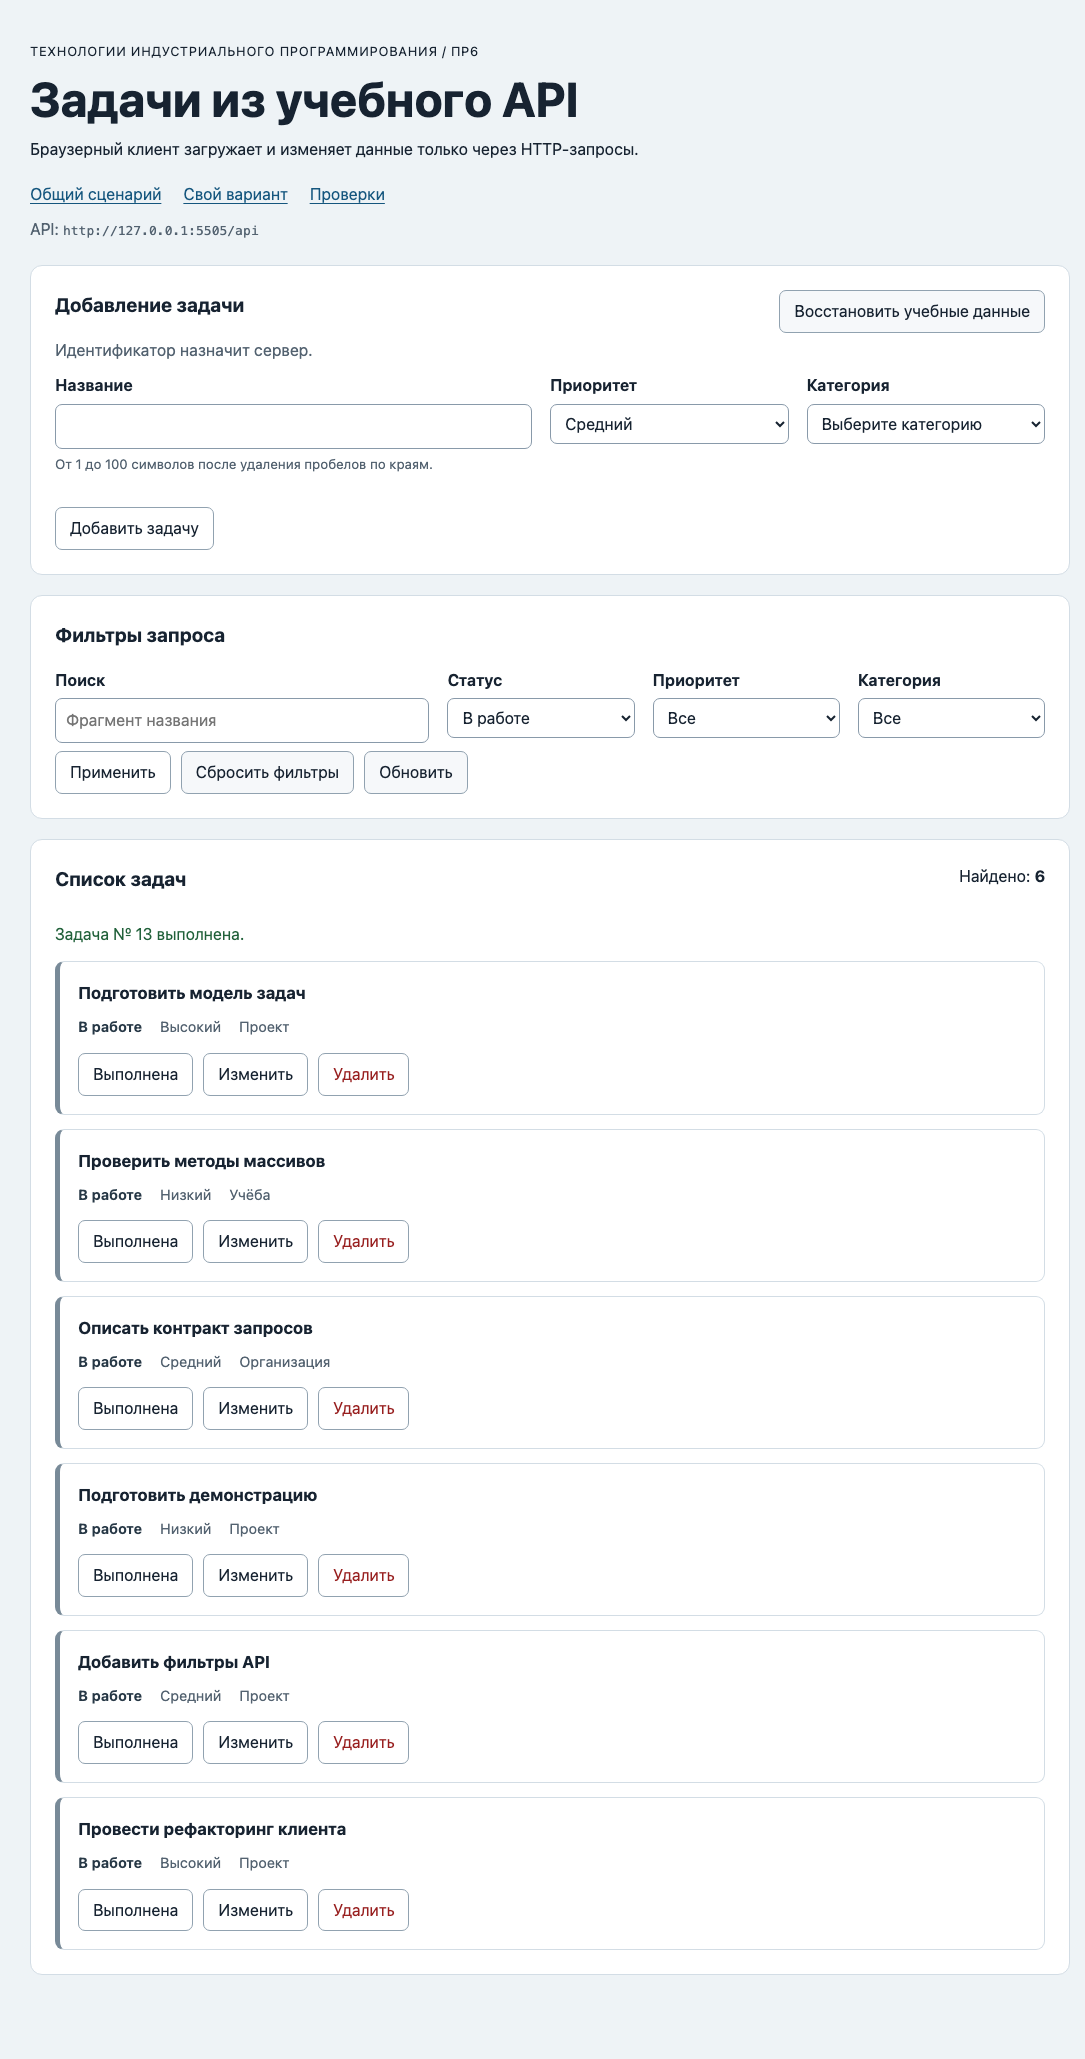 ТЕХНОЛОГИИ ИНДУСТРИАЛЬНОГО ПРОГРАММИРОВАНИЯ / ПР6
Задачи из учебного API
Браузерный клиент загружает и изменяет данные только через HTTP-запросы.
Общий сценарий Свой вариант Проверки
API: http://127.0.0.1:5505/api
Добавление задачи
Восстановить учебные данные
Идентификатор назначит сервер.
Название Приоритет Категория
Средний Выберите категорию
От 1 до 100 символов после удаления пробелов по краям.
Добавить задачу
Фильтры запроса
Поиск Статус Приоритет Категория
Фрагмент названия В работе Все Все
Применить Сбросить фильтры Обновить
Список задач Найдено: 6
Задача № 13 выполнена.
Подготовить модель задач
В работе Высокий Проект
Выполнена Изменить Удалить
Проверить методы массивов
В работе Низкий Учёба
Выполнена Изменить Удалить
Описать контракт запросов
В работе Средний Организация
Выполнена Изменить Удалить
Подготовить демонстрацию
В работе Низкий Проект
Выполнена Изменить Удалить
Добавить фильтры API
В работе Средний Проект
Выполнена Изменить Удалить
Провести рефакторинг клиента
В работе Высокий Проект
Выполнена Изменить Удалить